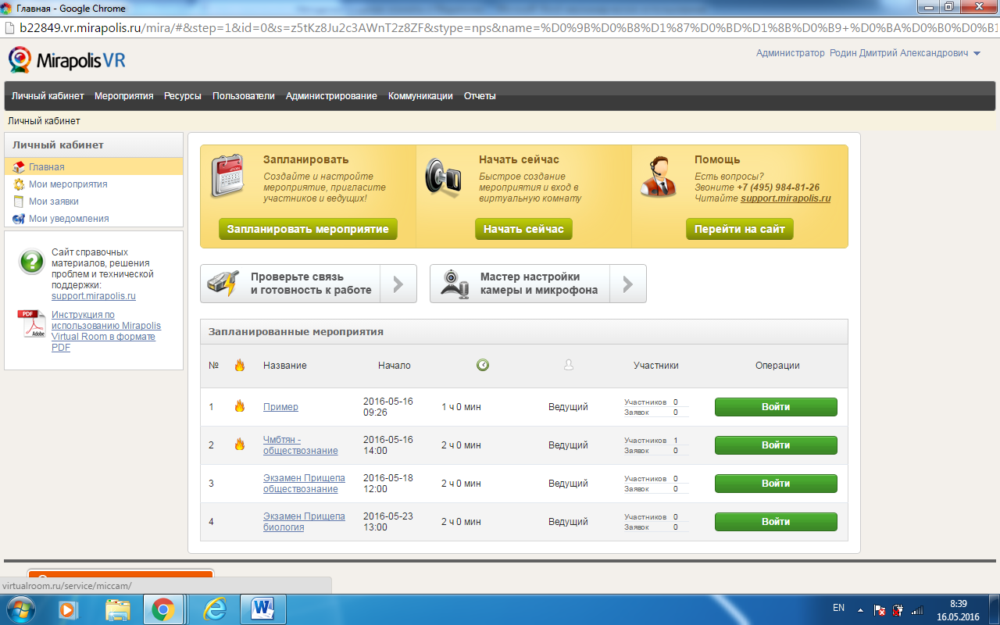 Главная - Google Chrome
b22849.vr.mirapolis.ru/mira/#&step=1&id=0&s=z5tKz8Ju2c3AWnT2z8ZF&stype=nps&name=%D0%9B%D0%B8%D1%87%D0%BD%D1%8B%D0%B9+%D0%BA%D0%B0%D0%B1
Mirapolis VR
Администратор Родин Дмитрий Александрович
Личный кабинет Мероприятия Ресурсы Пользователи Администрирование Коммуникации Отчеты
Личный кабинет
Личный кабинет
Главная
Мои мероприятия
Мои заявки
Мои уведомления
Сайт справочных
материалов, решения
проблем и технической
поддержки:
support.mirapolis.ru
PDF
Adobe
Инструкция по
использованию Mirapolis
Virtual Room в формате
PDF
Запланировать
Создайте и настройте
мероприятие, пригласите
участников и ведущих!
Запланировать мероприятие
Начать сейчас
Быстрое создание
мероприятия и вход в
виртуальную комнату
Начать сейчас
Помощь
Есть вопросы?
Звоните +7 (495) 984-81-26
Читайте support.mirapolis.ru
Перейти на сайт
Проверьте связь
и готовность к работе
Мастер настройки
камеры и микрофона
Запланированные мероприятия
№ Название Начало Участники Операции
1 Пример 2016-05-16 09:26 1 ч 0 мин Ведущий Участников 0 Заявок 0 Войти
2 Чмбтян - обществознание 2016-05-16 14:00 2 ч 0 мин Ведущий Участников 1 Заявок 0 Войти
3 Экзамен Прищепа обществознание 2016-05-18 12:00 2 ч 0 мин Ведущий Участников 0 Заявок 0 Войти
4 Экзамен Прищепа биология 2016-05-23 13:00 2 ч 0 мин Ведущий Участников 0 Заявок 0 Войти
virtualroom.ru/service/miccam/
EN
8:39
16.05.2016